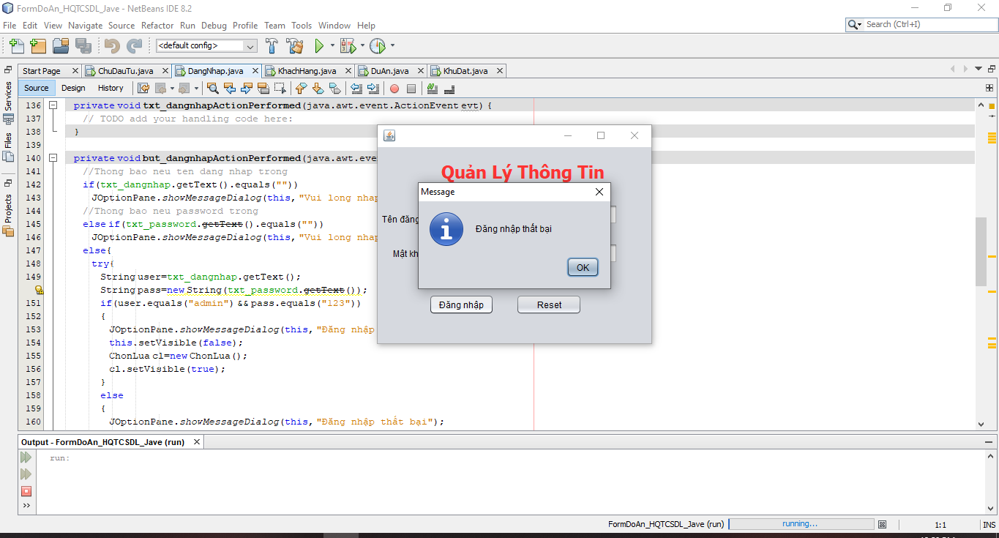 FormDoAn_HQTCSDL_Jave - NetBeans IDE 8.2
File Edit View Navigate Source Refactor Run Debug Profile Team Tools Window Help
Search (Ctrl+I)
<default config>
Start Page ChuDauTu.java DangNhap.java KhachHang.java DuAn.java KhuDat.java
Source Design History
Services
Files
Projects
136 private void txt_dangnhapActionPerformed(java.awt.event.ActionEvent evt) {
137 // TODO add your handling code here:
138 }
139
140 private void but_dangnhapActionPerformed(java.awt.eve
141 //Thong bao neu ten dang nhap trong
142 if(txt_dangnhap.getText().equals(""))
143 JOptionPane.showMessageDialog(this,"Vui long nhap
144 //Thong bao neu password trong
145 else if(txt_password.getText().equals(""))
146 JOptionPane.showMessageDialog(this,"Vui long nhap
147 else{
148 try{
149 String user=txt_dangnhap.getText();
String pass=new String(txt_password.getText());
151 if(user.equals("admin") && pass.equals("123"))
152 {
153 JOptionPane.showMessageDialog(this,"Đăng nhập
154 this.setVisible(false);
155 ChonLua cl=new ChonLua();
156 cl.setVisible(true);
157 }
158 else
159 {
160 JOptionPane.showMessageDialog(this,"Đăng nhập thất bại");
Quản Lý Thông Tin
Tên đăng
Mật kh
Đăng nhập Reset
Message
Đăng nhập thất bại
OK
Output - FormDoAn_HQTCSDL_Jave (run)
run:
FormDoAn_HQTCSDL_Jave (run) running... 1:1 INS